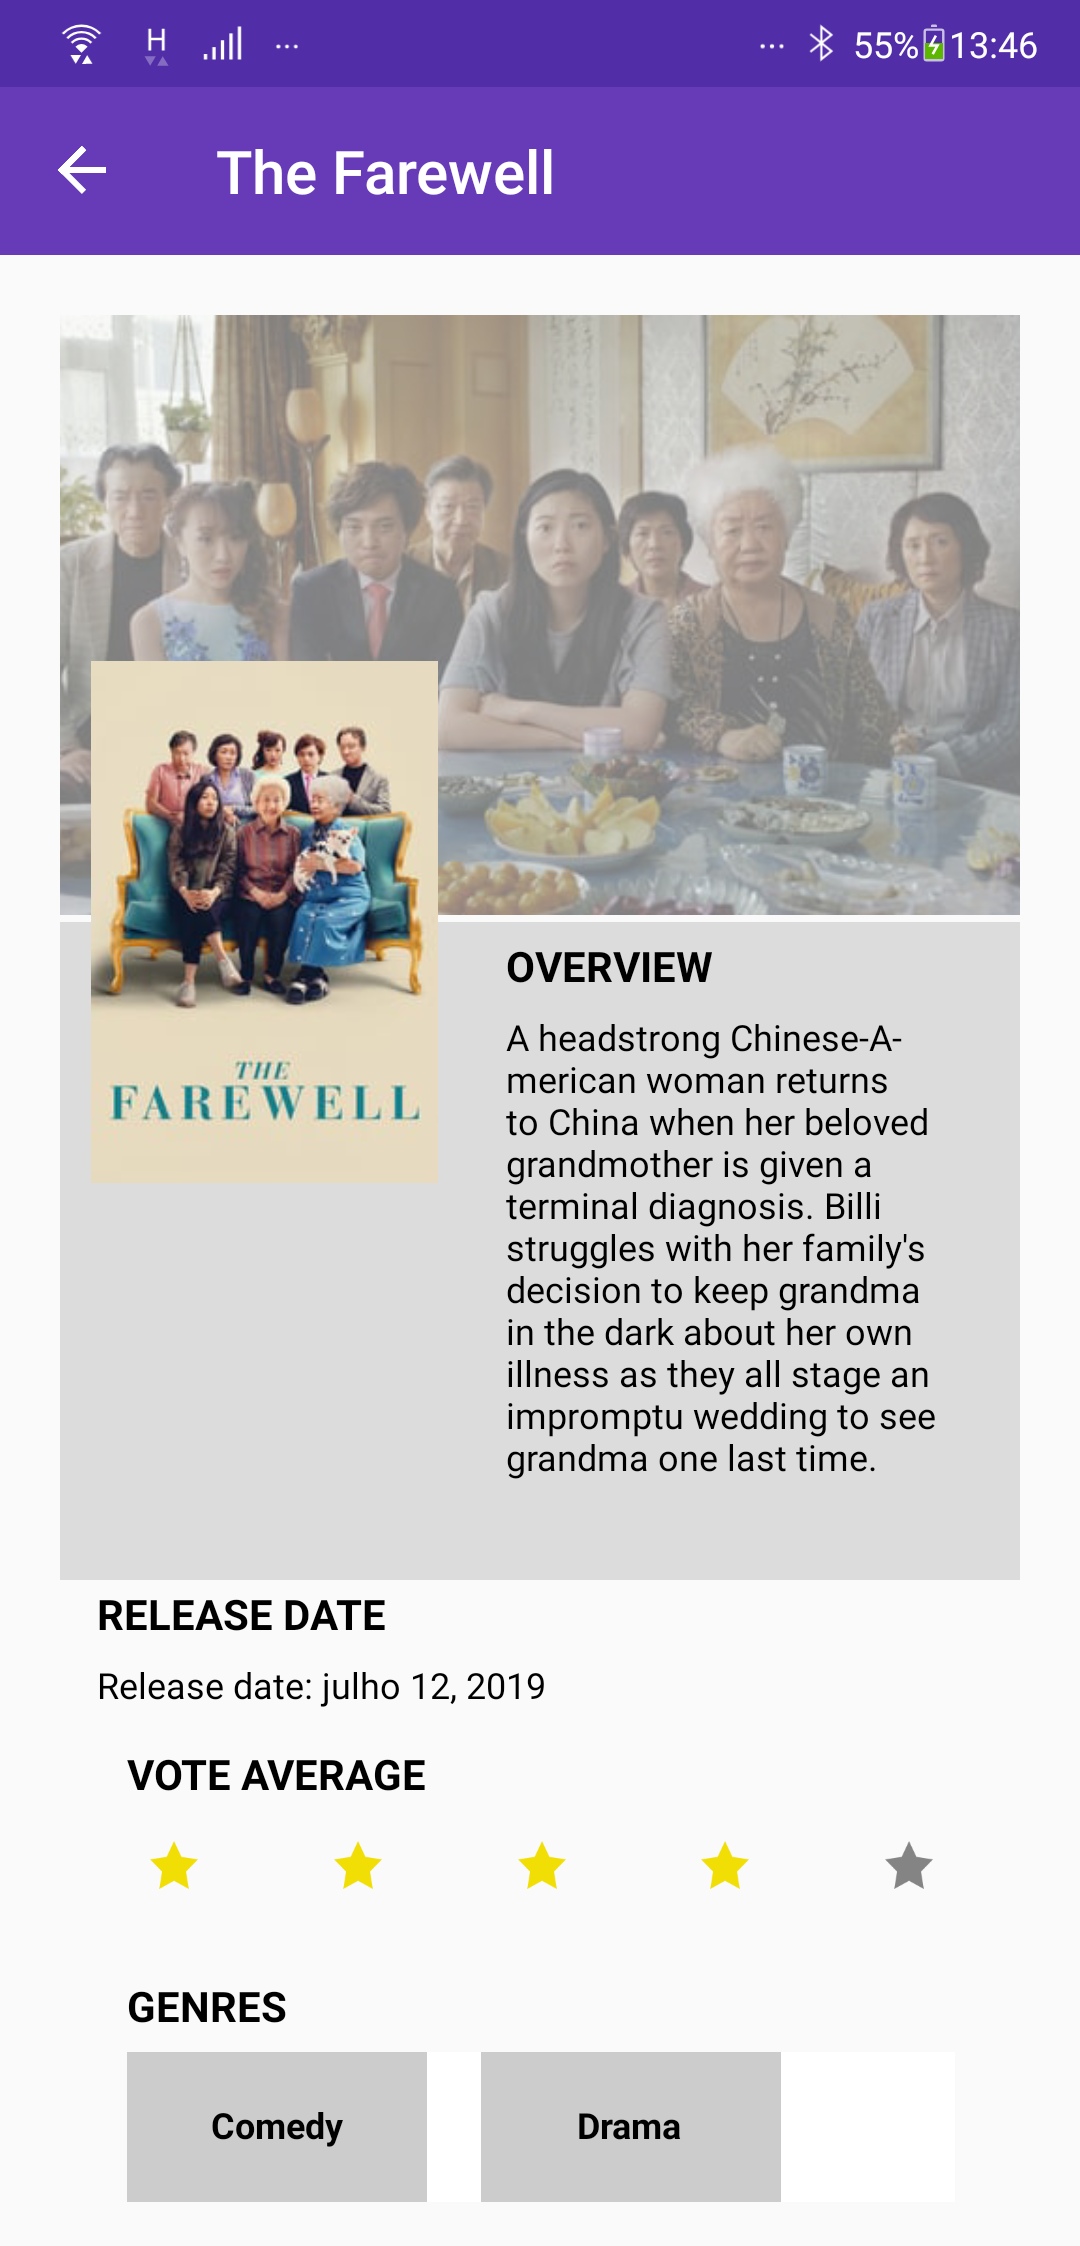 H
... ... 55% 13:46
The Farewell
THE
FAREWELL
OVERVIEW
A headstrong Chinese-A-
merican woman returns
to China when her beloved
grandmother is given a
terminal diagnosis. Billi
struggles with her family's
decision to keep grandma
in the dark about her own
illness as they all stage an
impromptu wedding to see
grandma one last time.
RELEASE DATE
Release date: julho 12, 2019
VOTE AVERAGE
GENRES
Comedy
Drama